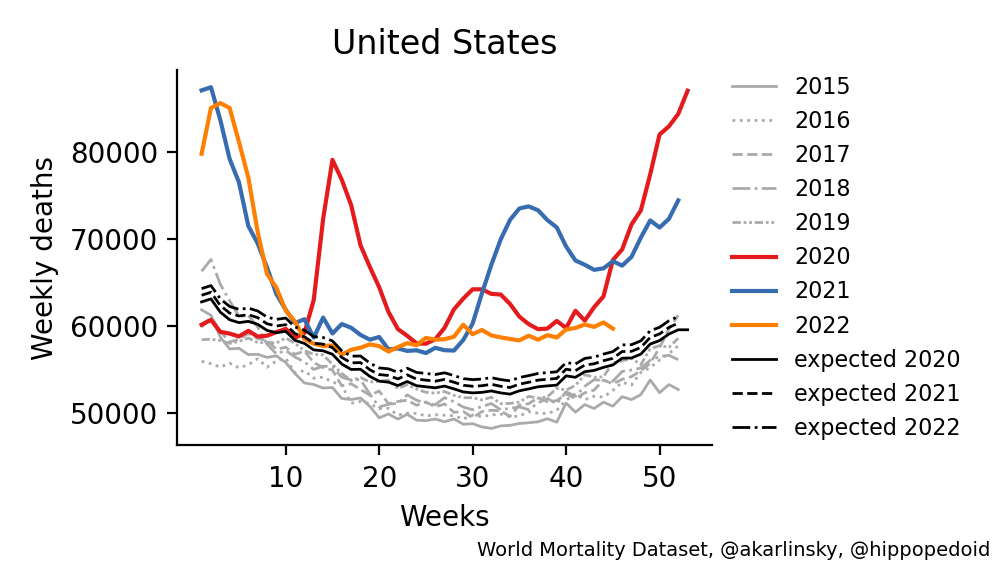 United States
Weekly deaths
80000
70000
60000
50000
10 20 30 40 50
Weeks
2015
2016
2017
2018
2019
2020
2021
2022
expected 2020
expected 2021
expected 2022
World Mortality Dataset, @akarlinsky, @hippopedoid